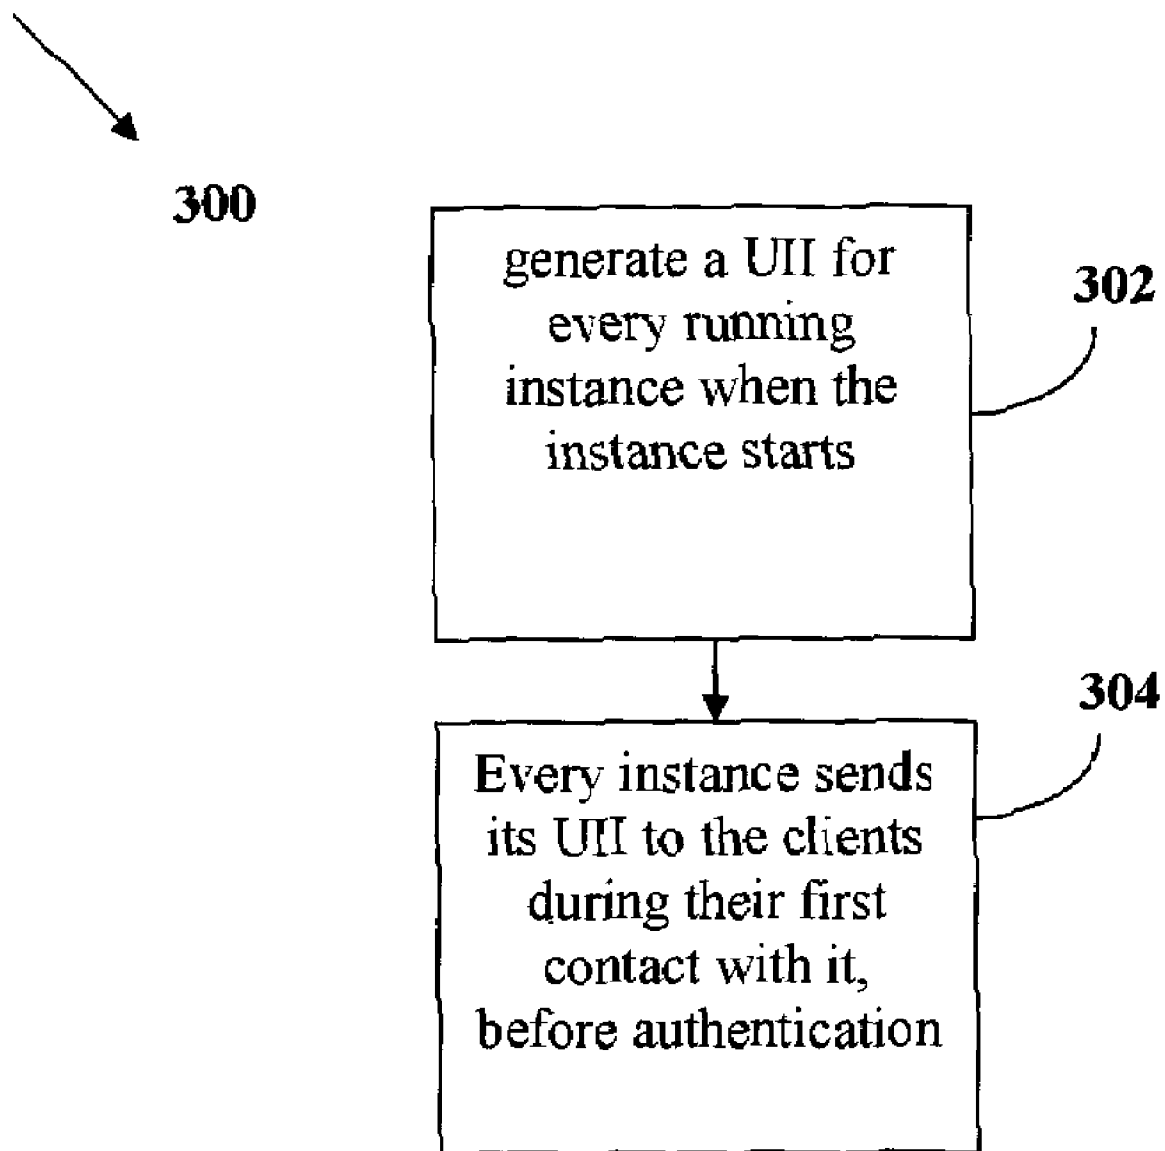 300
generate a UII for
every running
instance when the
instance starts
302
304
Every instance sends
its UII to the clients
during their first
contact with it,
before authentication